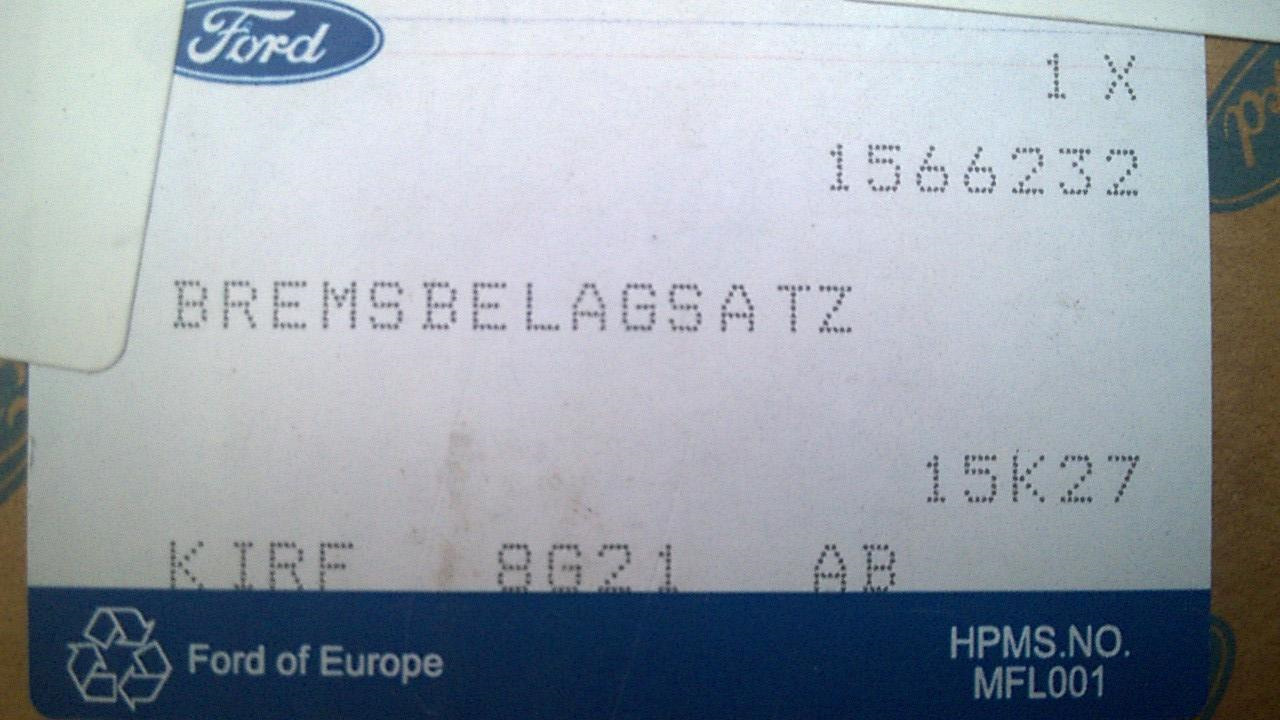 Ford
1 X
1566232
BREMSBELAGSATZ
15K27
KIRF 8G21 AB
Ford of Europe
HPMS.NO.
MFL001